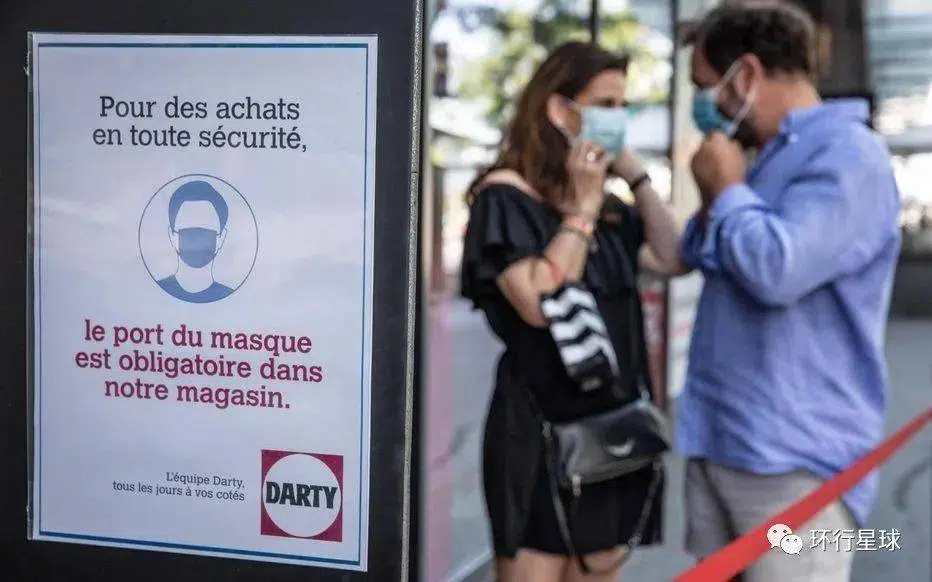 Pour des achats
en toute sécurité,
le port du masque
est obligatoire dans
notre magasin.
L'équipe Darty,
tous les jours à vos cotés
DARTY
环行星球